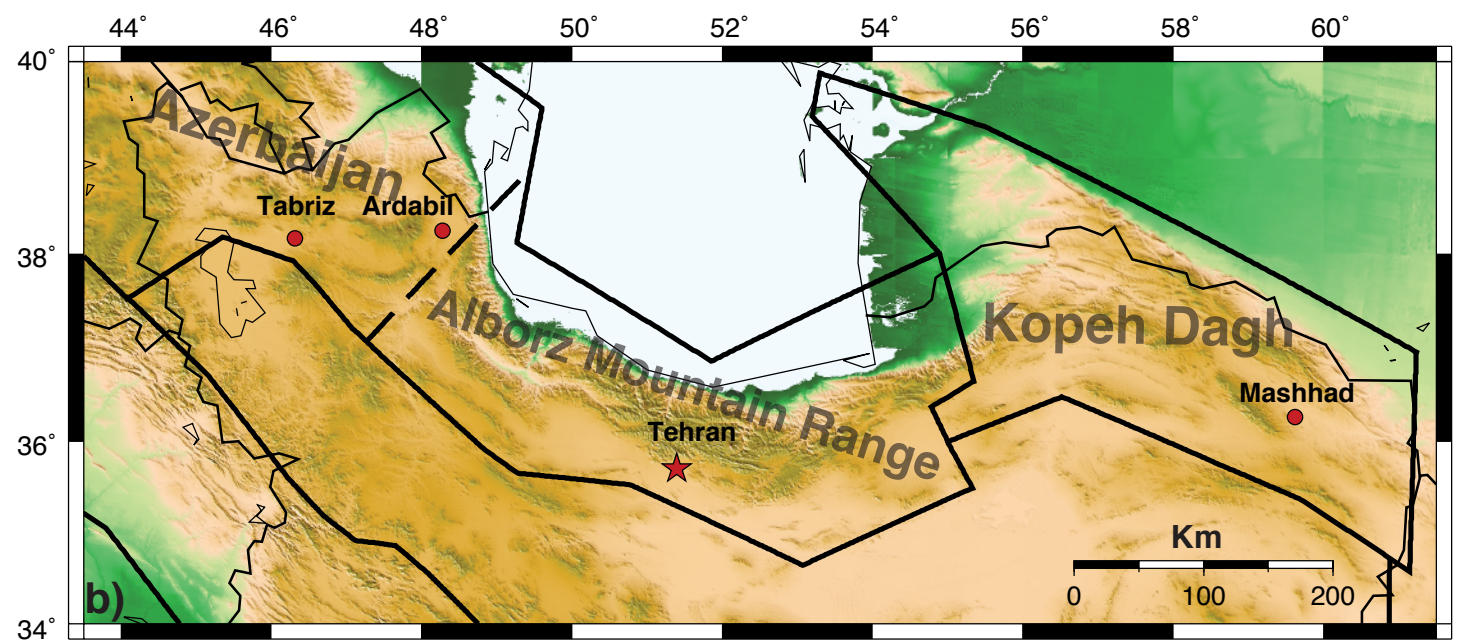 44° 46° 48° 50° 52° 54° 56° 58° 60°
40°
Azerbaijan
Tabriz Ardabil
38°
Alborz Mountain Range
Kopeh Dagh
Mashhad
Tehran
36°
Km
0 100 200
b)
34°